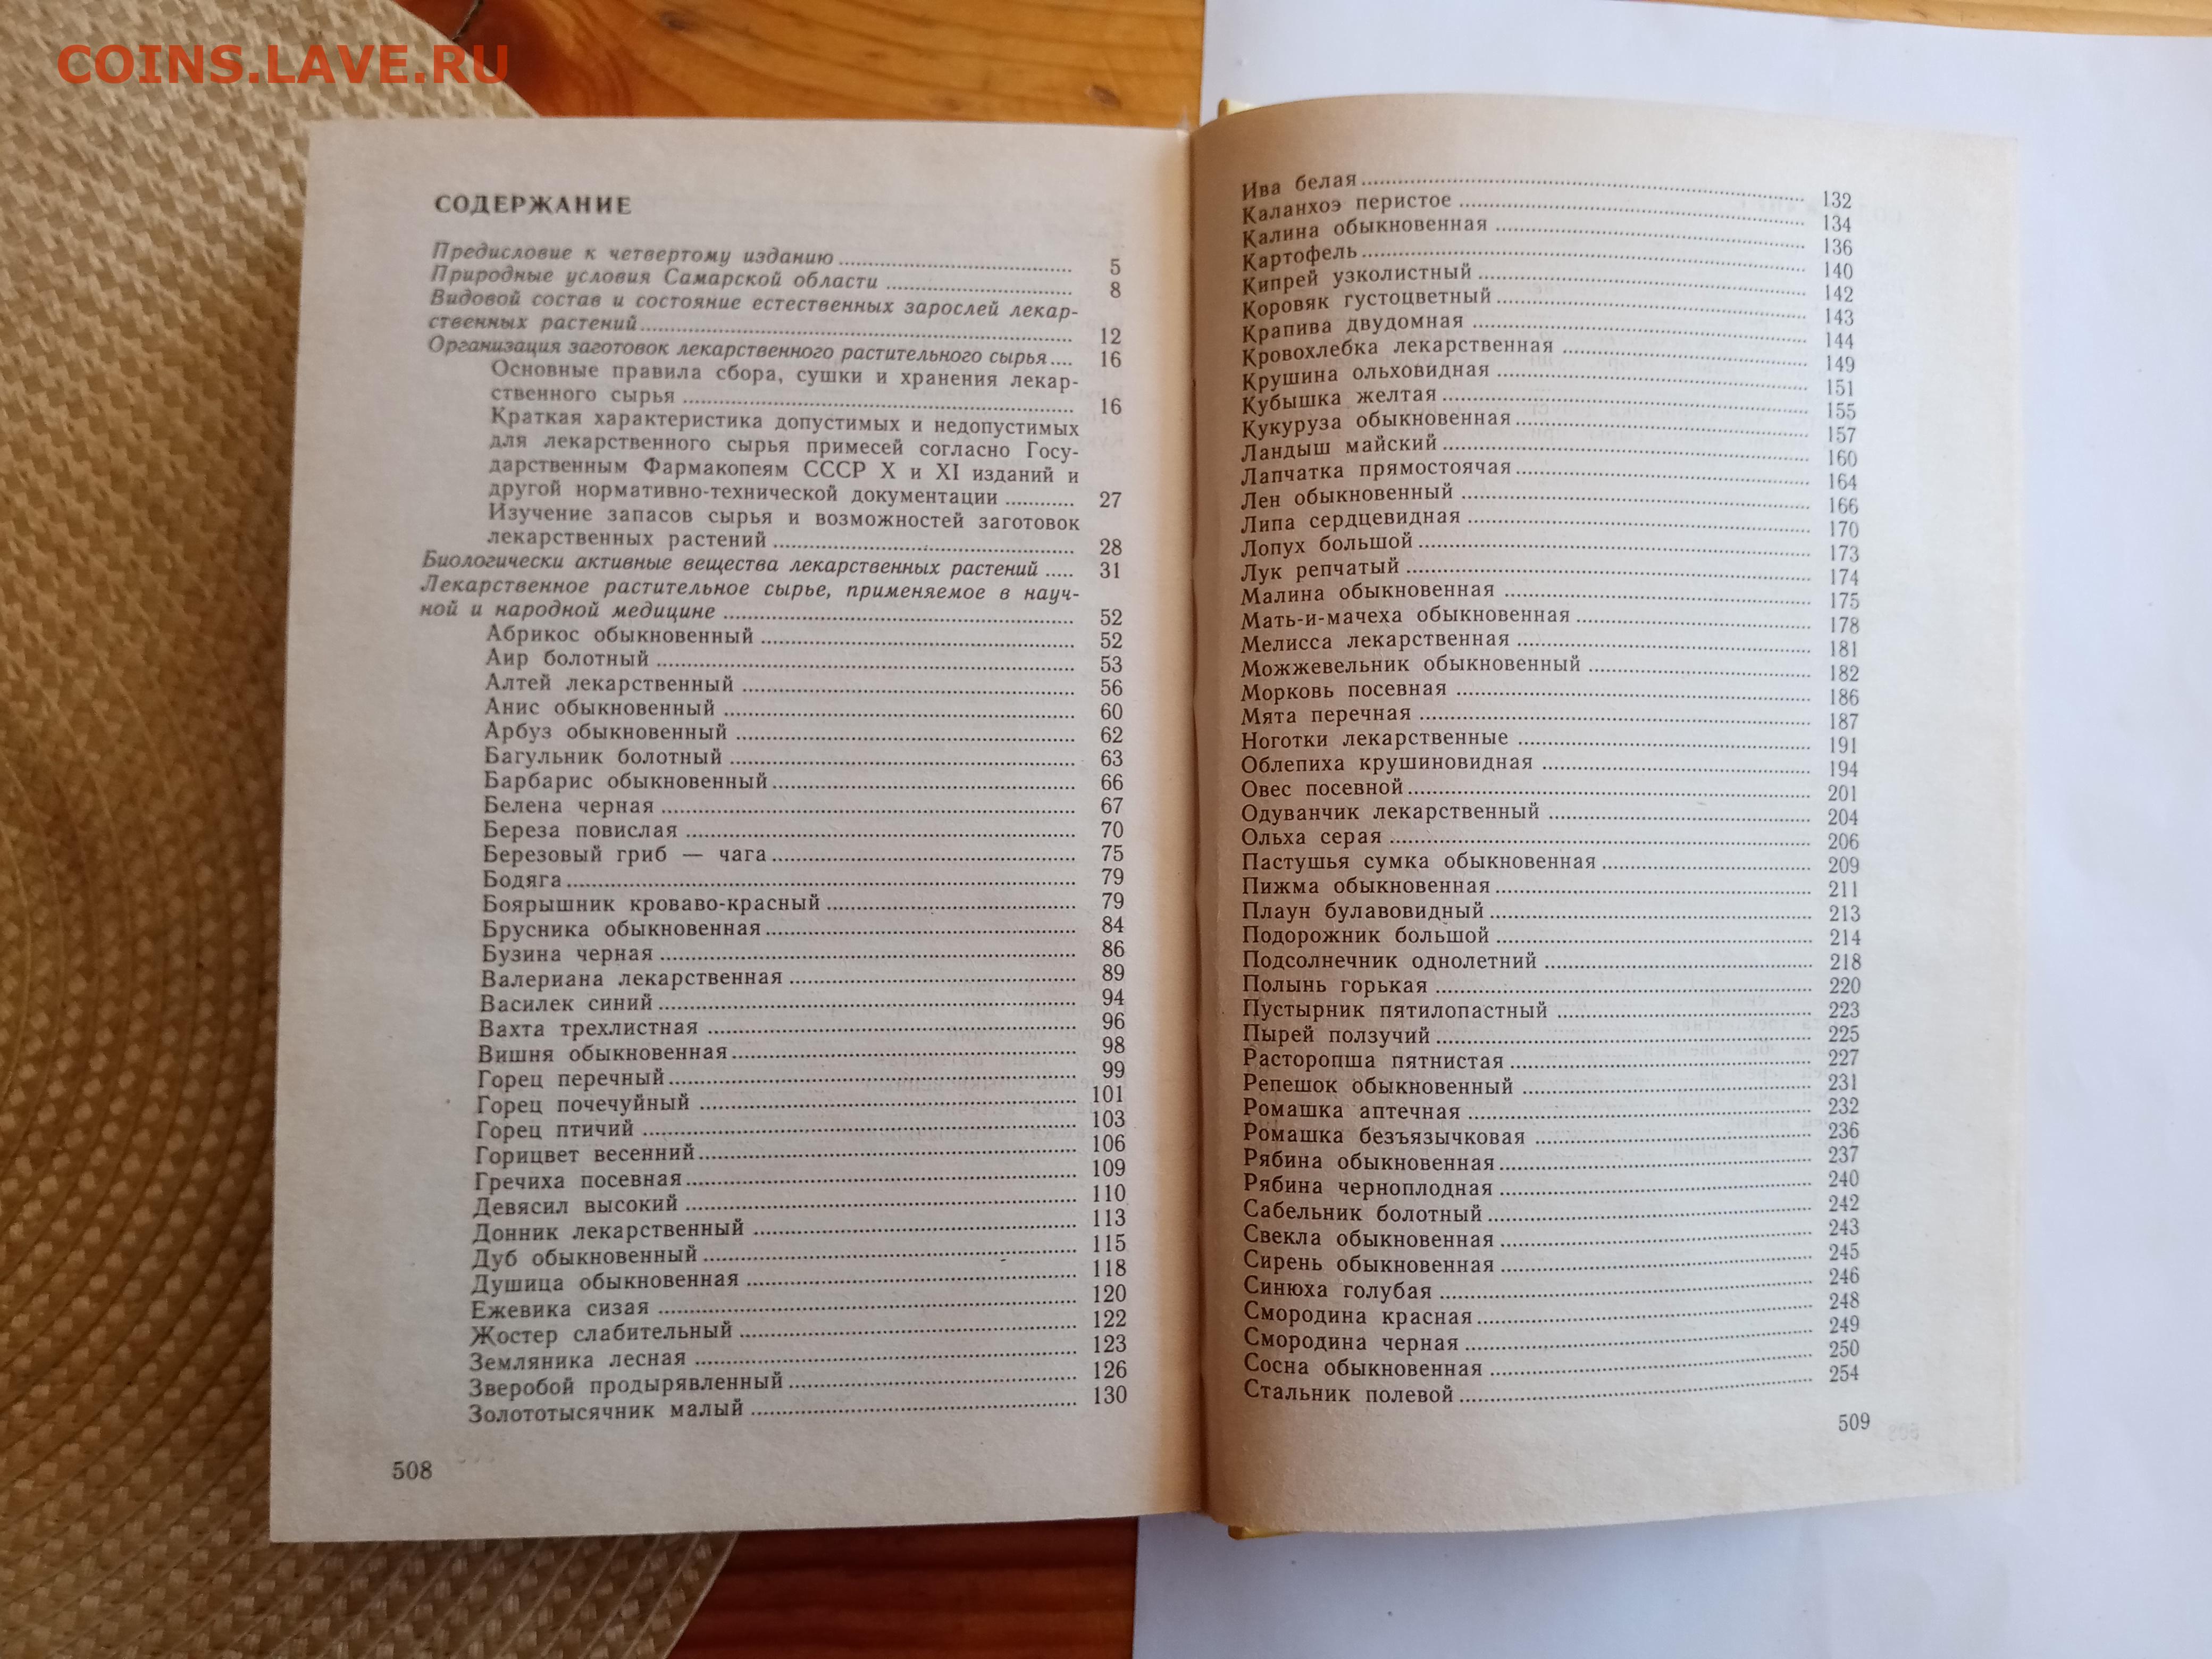 COINS.LAVE.RU
СОДЕРЖАНИЕ
Предисловие к четвертому изданию ........ 5
Природные условия Самарской области ........ 8
Видовой состав и состояние естественных зарослей лекар-
ственных растений ........ 12
Организация заготовок лекарственного растительного сырья .... 16
Основные правила сбора, сушки и хранения лекар-
ственного сырья ........ 16
Краткая характеристика допустимых и недопустимых
для лекарственного сырья примесей согласно Госу-
дарственным Фармакопеям СССР X и XI изданий и
другой нормативно-технической документации ........ 27
Изучение запасов сырья и возможностей заготовок
лекарственных растений ........ 28
Биологически активные вещества лекарственных растений ..... 31
Лекарственное растительное сырье, применяемое в науч-
ной и народной медицине ........ 52
Абрикос обыкновенный ........ 52
Аир болотный ........ 53
Алтей лекарственный ........ 56
Анис обыкновенный ........ 60
Арбуз обыкновенный ........ 62
Багульник болотный ........ 63
Барбарис обыкновенный ........ 66
Белена черная ........ 67
Береза повислая ........ 70
Березовый гриб — чага ........ 75
Бодяга ........ 79
Боярышник кроваво-красный ........ 79
Брусника обыкновенная ........ 84
Бузина черная ........ 86
Валериана лекарственная ........ 89
Василек синий ........ 94
Вахта трехлистная ........ 96
Вишня обыкновенная ........ 98
Горец перечный ........ 99
Горец почечуйный ........ 101
Горец птичий ........ 103
Горицвет весенний ........ 106
Гречиха посевная ........ 109
Девясил высокий ........ 110
Донник лекарственный ........ 113
Дуб обыкновенный ........ 115
Душица обыкновенная ........ 118
Ежевика сизая ........ 120
Жостер слабительный ........ 122
Земляника лесная ........ 123
Зверобой продырявленный ........ 126
Золототысячник малый ........ 130
508
Ива белая ........ 132
Каланхоэ перистое ........ 134
Калина обыкновенная ........ 136
Картофель ........ 140
Кипрей узколистный ........ 142
Коровяк густоцветный ........ 143
Крапива двудомная ........ 144
Кровохлебка лекарственная ........ 149
Крушина ольховидная ........ 151
Кубышка желтая ........ 155
Кукуруза обыкновенная ........ 157
Ландыш майский ........ 160
Лапчатка прямостоячая ........ 164
Лен обыкновенный ........ 166
Липа сердцевидная ........ 170
Лопух большой ........ 173
Лук репчатый ........ 174
Малина обыкновенная ........ 175
Мать-и-мачеха обыкновенная ........ 178
Мелисса лекарственная ........ 181
Можжевельник обыкновенный ........ 182
Морковь посевная ........ 186
Мята перечная ........ 187
Ноготки лекарственные ........ 191
Облепиха крушиновидная ........ 194
Овес посевной ........ 201
Одуванчик лекарственный ........ 204
Ольха серая ........ 206
Пастушья сумка обыкновенная ........ 209
Пижма обыкновенная ........ 211
Плаун булавовидный ........ 213
Подорожник большой ........ 214
Подсолнечник однолетний ........ 218
Полынь горькая ........ 220
Пустырник пятилопастный ........ 223
Пырей ползучий ........ 225
Расторопша пятнистая ........ 227
Репешок обыкновенный ........ 231
Ромашка аптечная ........ 232
Ромашка безъязычковая ........ 236
Рябина обыкновенная ........ 237
Рябина черноплодная ........ 240
Сабельник болотный ........ 242
Свекла обыкновенная ........ 243
Сирень обыкновенная ........ 245
Синюха голубая ........ 246
Смородина красная ........ 248
Смородина черная ........ 249
Сосна обыкновенная ........ 250
Стальник полевой ........ 254
509